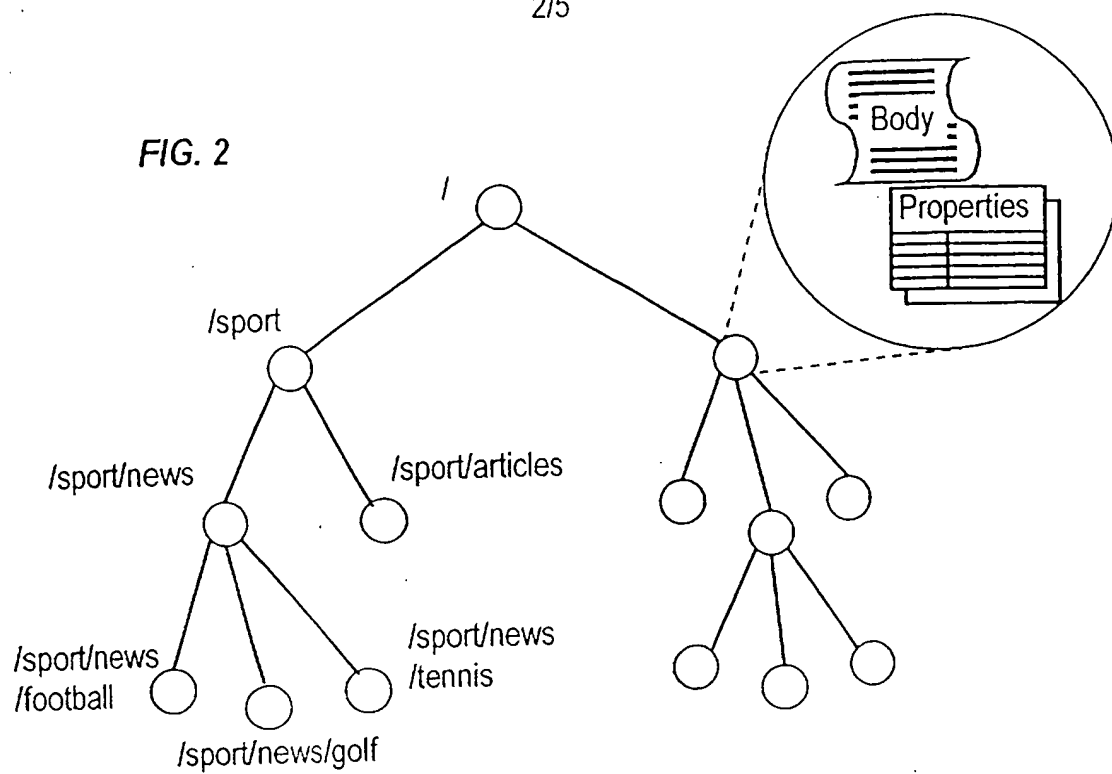 2/5
FIG. 2
Body
Properties
/
/sport
/sport/news
/sport/articles
/sport/news
/football
/sport/news/golf
/sport/news
/tennis